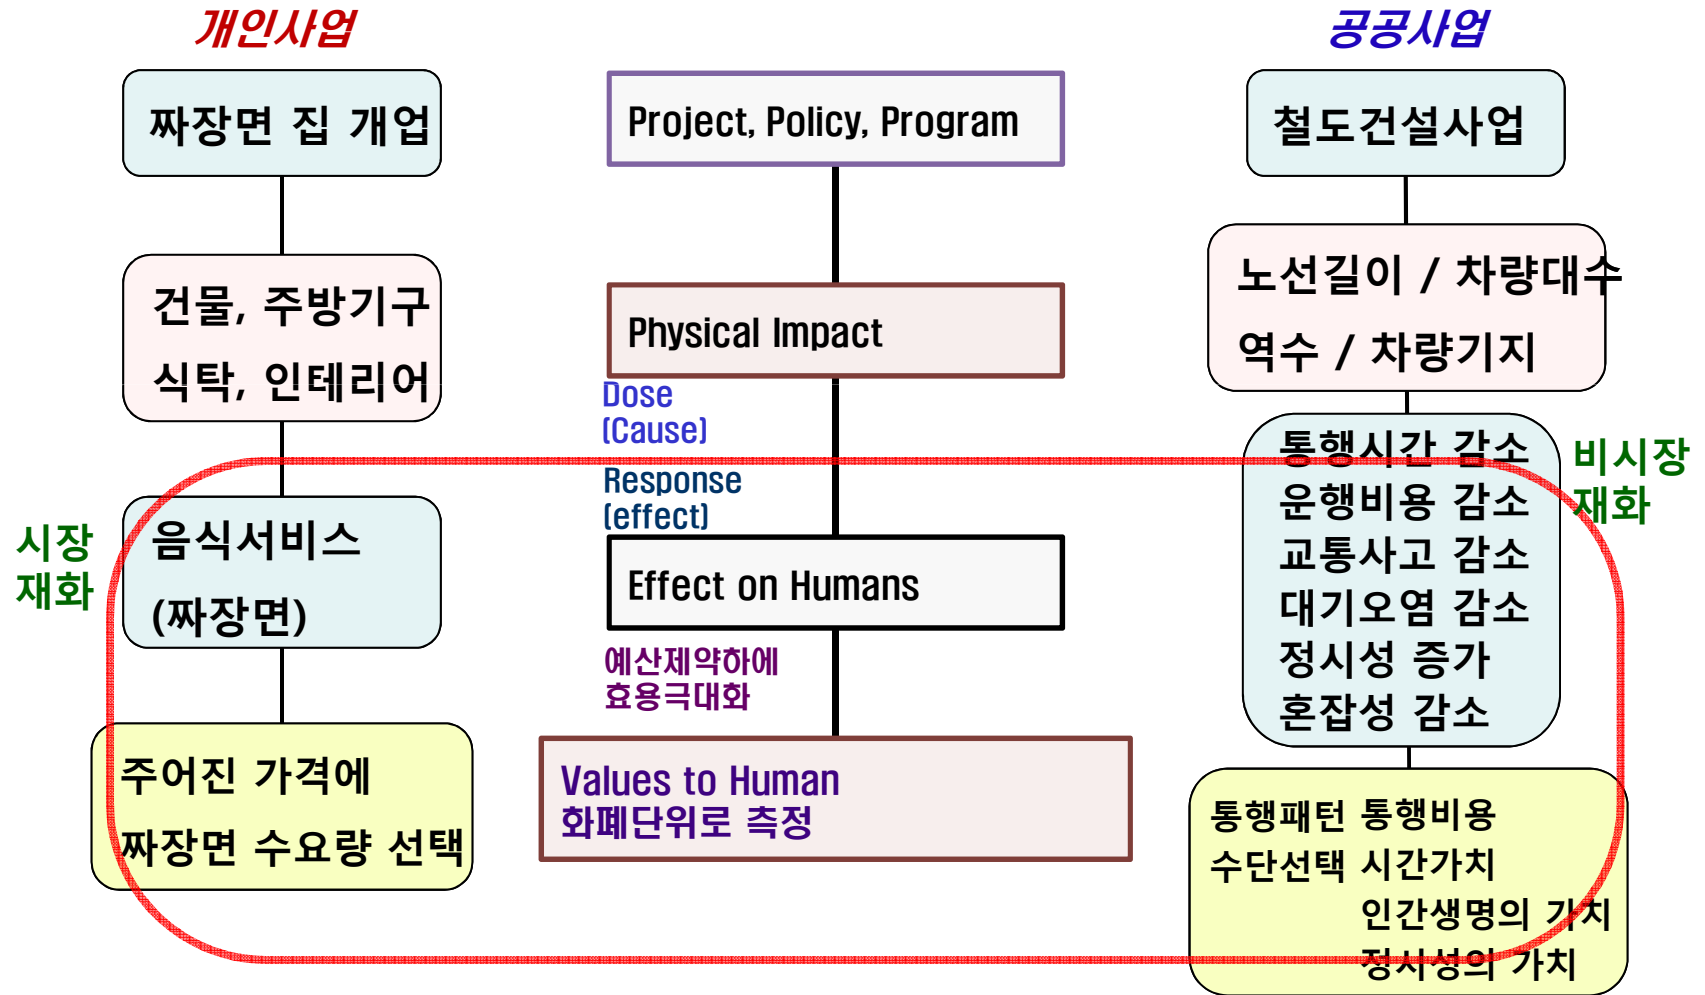 개인사업
짜장면 집 개업
건물, 주방기구
식탁, 인테리어
시장
재화
음식서비스
(짜장면)
주어진 가격에
짜장면 수요량 선택
Project, Policy, Program
Physical Impact
Dose
(Cause)
Response
(effect)
Effect on Humans
예산제약하에
효용극대화
Values to Human
화폐단위로 측정
공공사업
철도건설사업
노선길이 / 차량대수
역수 / 차량기지
통행시간 감소
운행비용 감소
교통사고 감소
대기오염 감소
정시성 증가
혼잡성 감소
비시장
재화
통행패턴 통행비용
수단선택 시간가치
인간생명의 가치
정시성의 가치